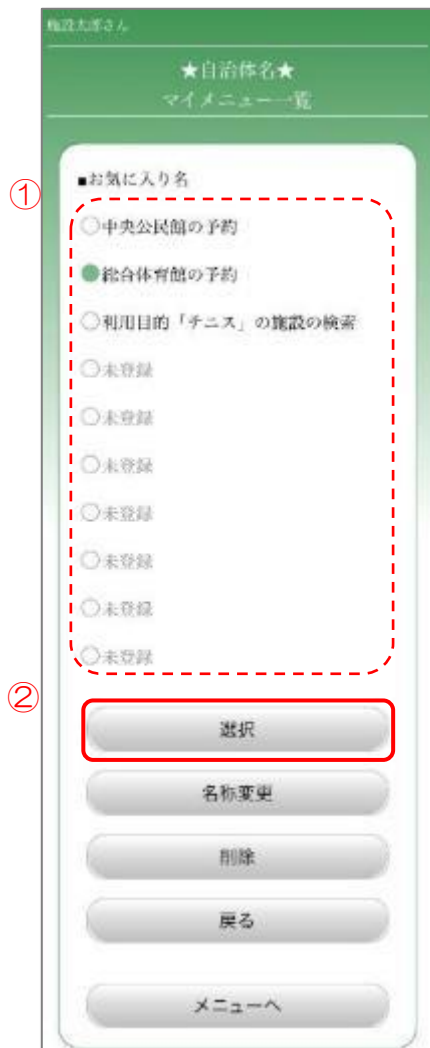 施設太郎さん
★自治体名★
マイメニュー一覧
■お気に入り名
①
○中央公民館の予約
●総合体育館の予約
○利用目的「テニス」の施設の検索
○未登録
○未登録
○未登録
○未登録
○未登録
○未登録
○未登録
②
選択
名称変更
削除
戻る
メニューへ